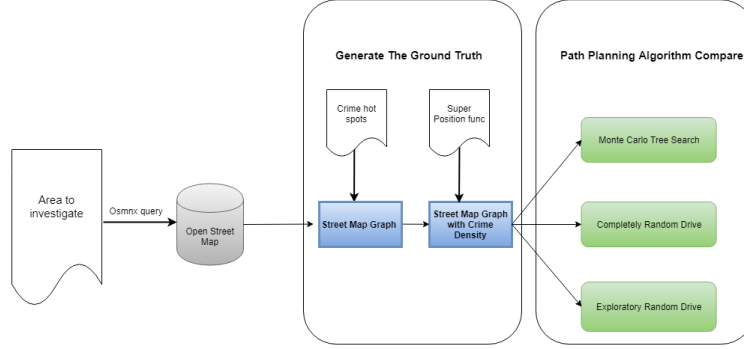 Generate The Ground Truth
Path Planning Algorithm Compare
Crime hot
spots
Super
Position func
Monte Carlo Tree Search
Area to
investigate
Osmnx query
Open Street
Map
Street Map Graph
Street Map Graph
with Crime
Density
Completely Random Drive
Exploratory Random Drive